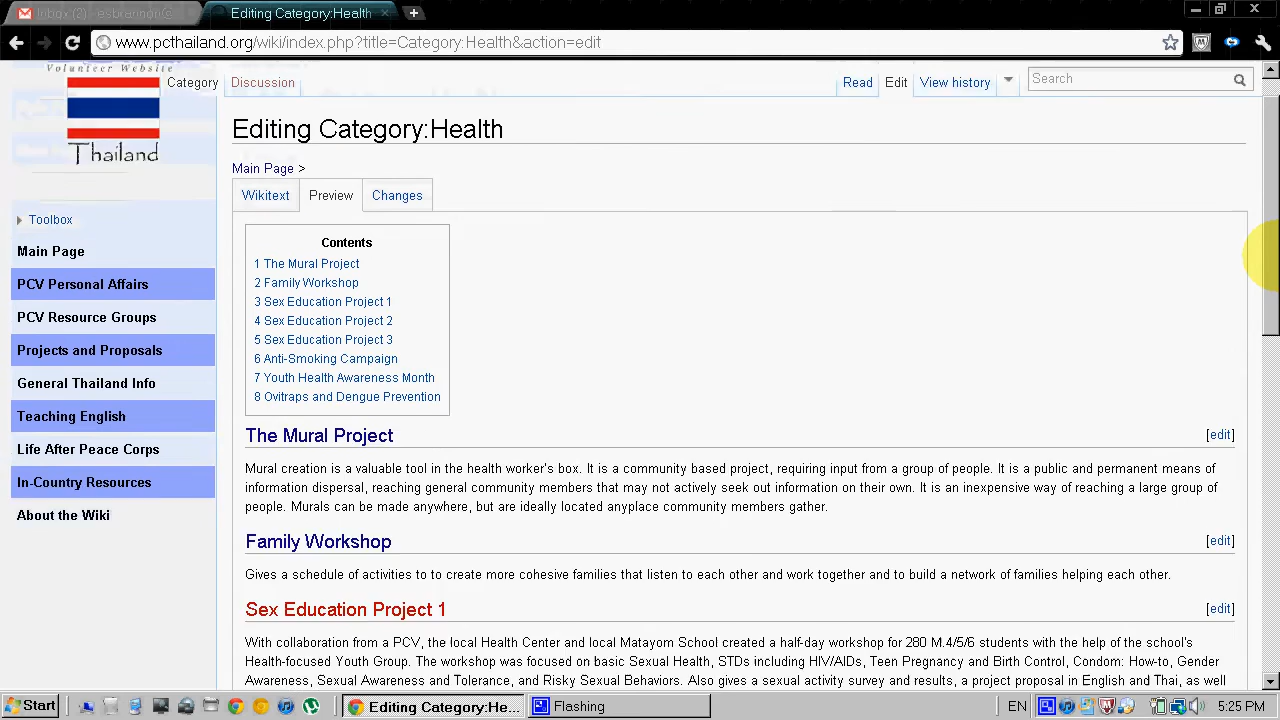 Inbox (2) - esbrannon@
Editing Category:Health
www.pcthailand.org/wiki/index.php?title=Category:Health&action=edit
Volunteer Website
Thailand
Category
Discussion
Read
Edit
View history
Search
Editing Category:Health
Main Page >
Wikitext
Preview
Changes
Toolbox
Main Page
PCV Personal Affairs
PCV Resource Groups
Projects and Proposals
General Thailand Info
Teaching English
Life After Peace Corps
In-Country Resources
About the Wiki
Contents
1 The Mural Project
2 Family Workshop
3 Sex Education Project 1
4 Sex Education Project 2
5 Sex Education Project 3
6 Anti-Smoking Campaign
7 Youth Health Awareness Month
8 Ovitraps and Dengue Prevention
The Mural Project
[edit]
Mural creation is a valuable tool in the health worker's box. It is a community based project, requiring input from a group of people. It is a public and permanent means of
information dispersal, reaching general community members that may not actively seek out information on their own. It is an inexpensive way of reaching a large group of
people. Murals can be made anywhere, but are ideally located anyplace community members gather.
Family Workshop
[edit]
Gives a schedule of activities to to create more cohesive families that listen to each other and work together and to build a network of families helping each other.
Sex Education Project 1
[edit]
With collaboration from a PCV, the local Health Center and local Matayom School created a half-day workshop for 280 M.4/5/6 students with the help of the school's
Health-focused Youth Group. The workshop was focused on basic Sexual Health, STDs including HIV/AIDs, Teen Pregnancy and Birth Control, Condom: How-to, Gender
Awareness, Sexual Awareness and Tolerance, and Risky Sexual Behaviors. Also gives a sexual activity survey and results, a project proposal in English and Thai, as well
Start
Editing Category:He...
Flashing
EN
5:25 PM